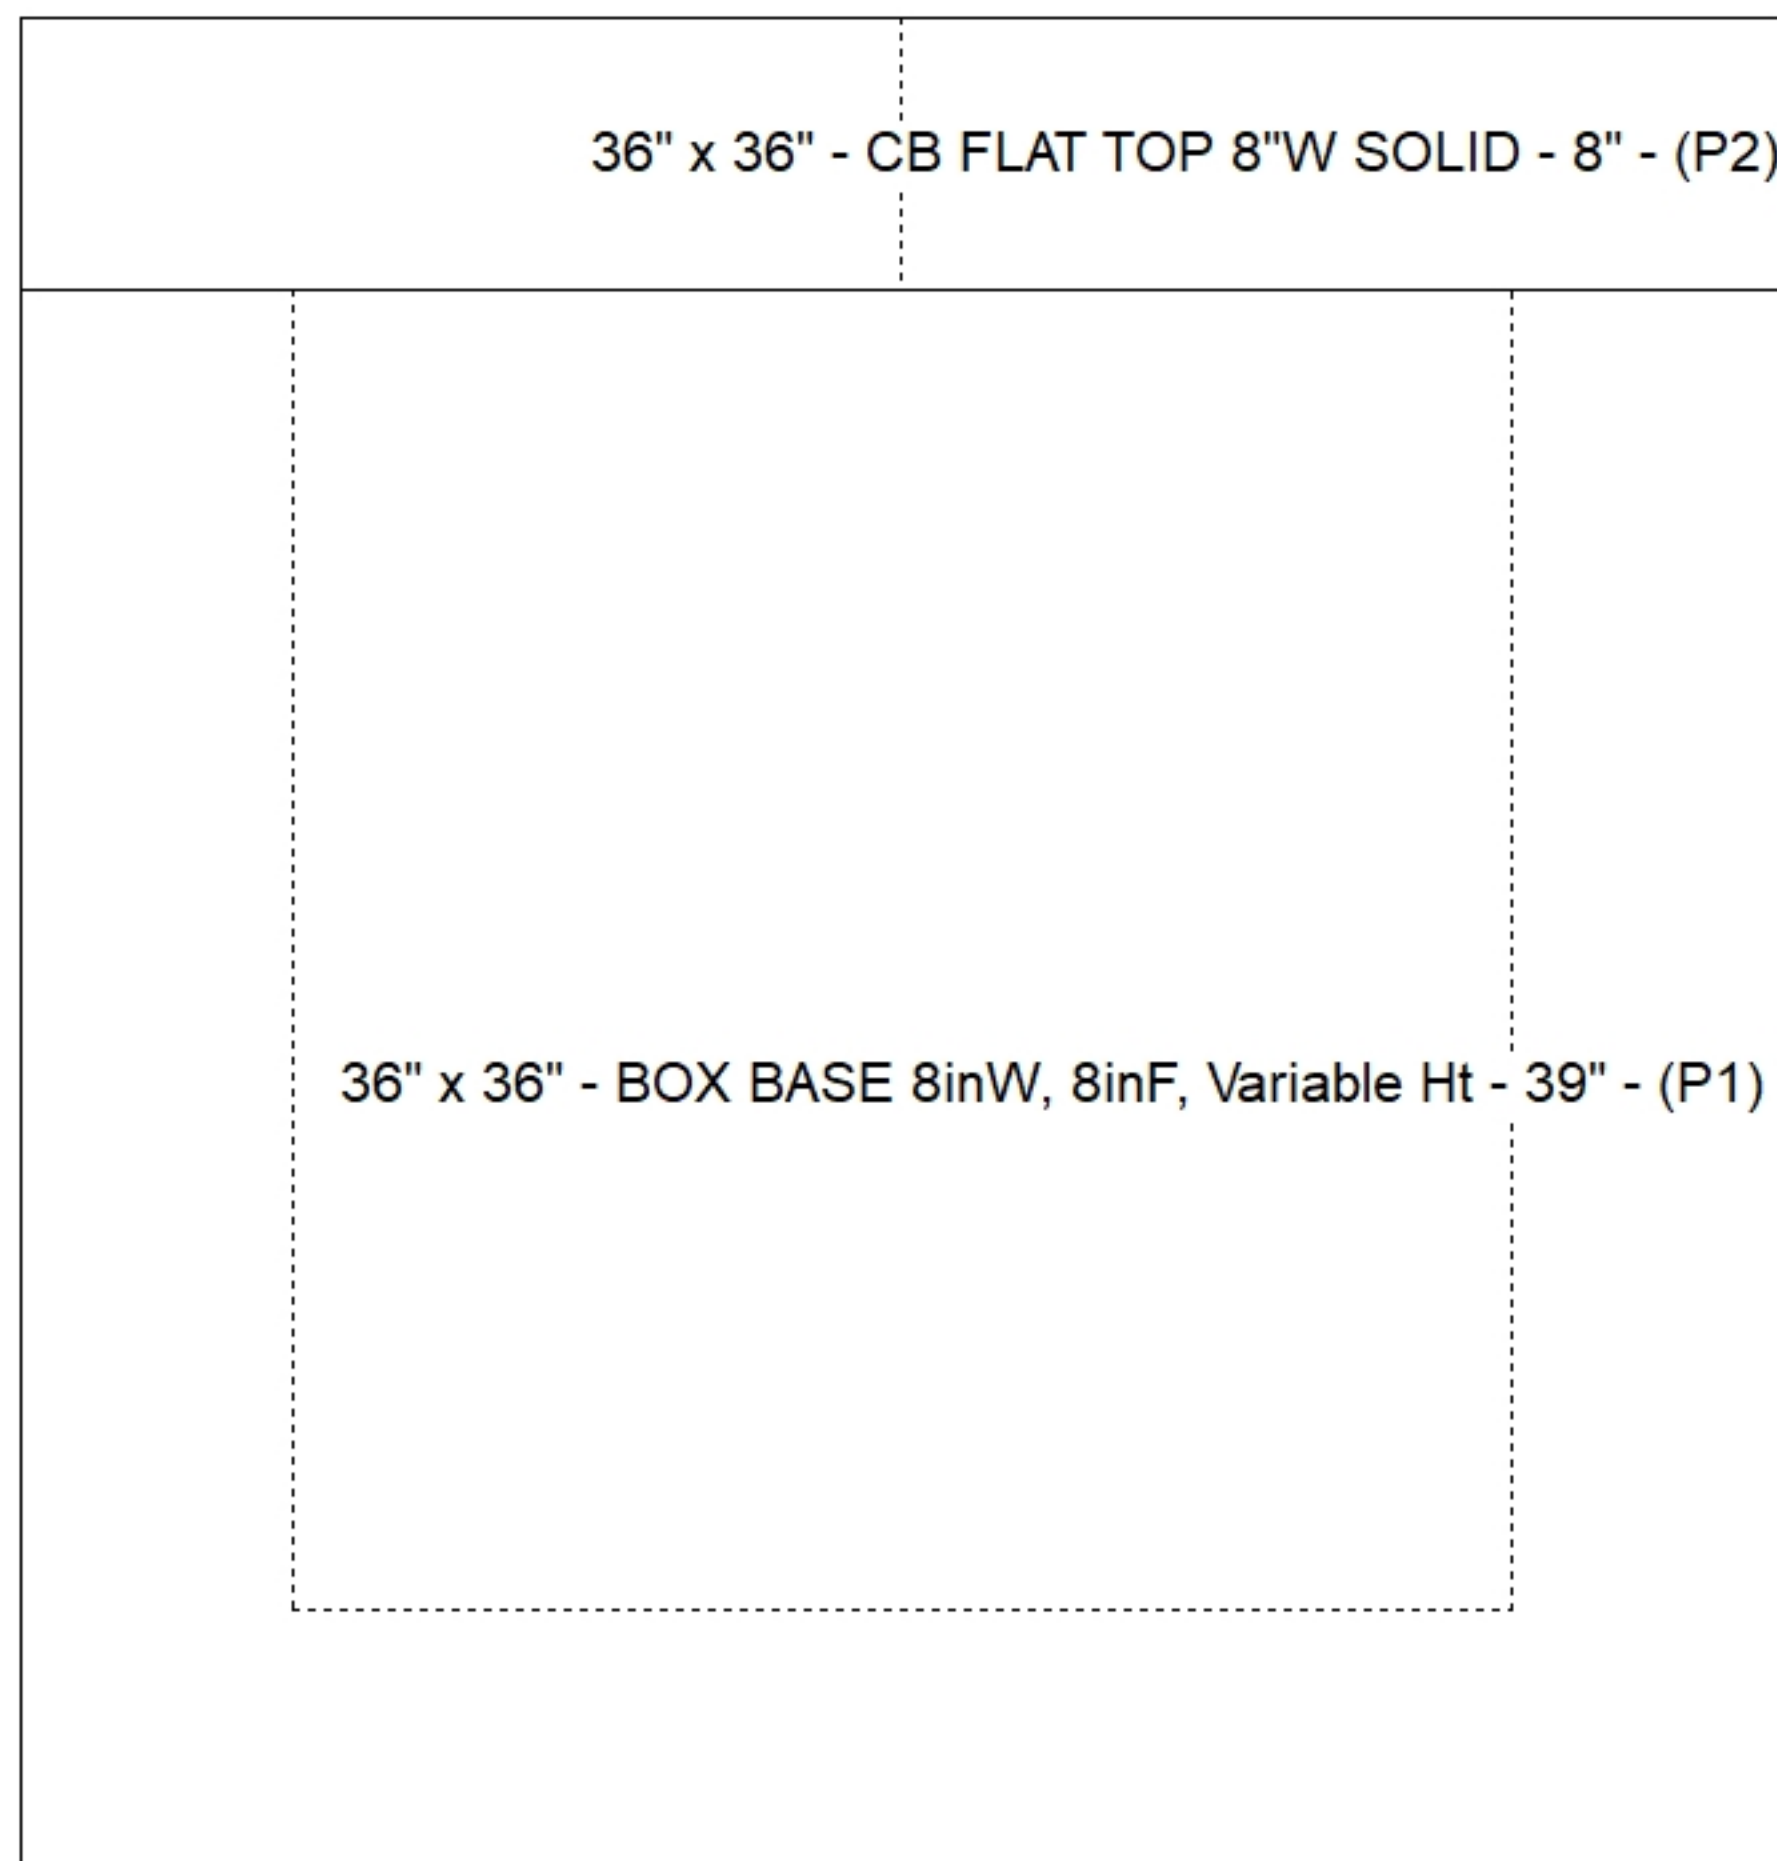 36" x 36" - CB FLAT TOP 8"W SOLID - 8" - (P2)
36" x 36" - BOX BASE 8inW, 8inF, Variable Ht - 39" - (P1)